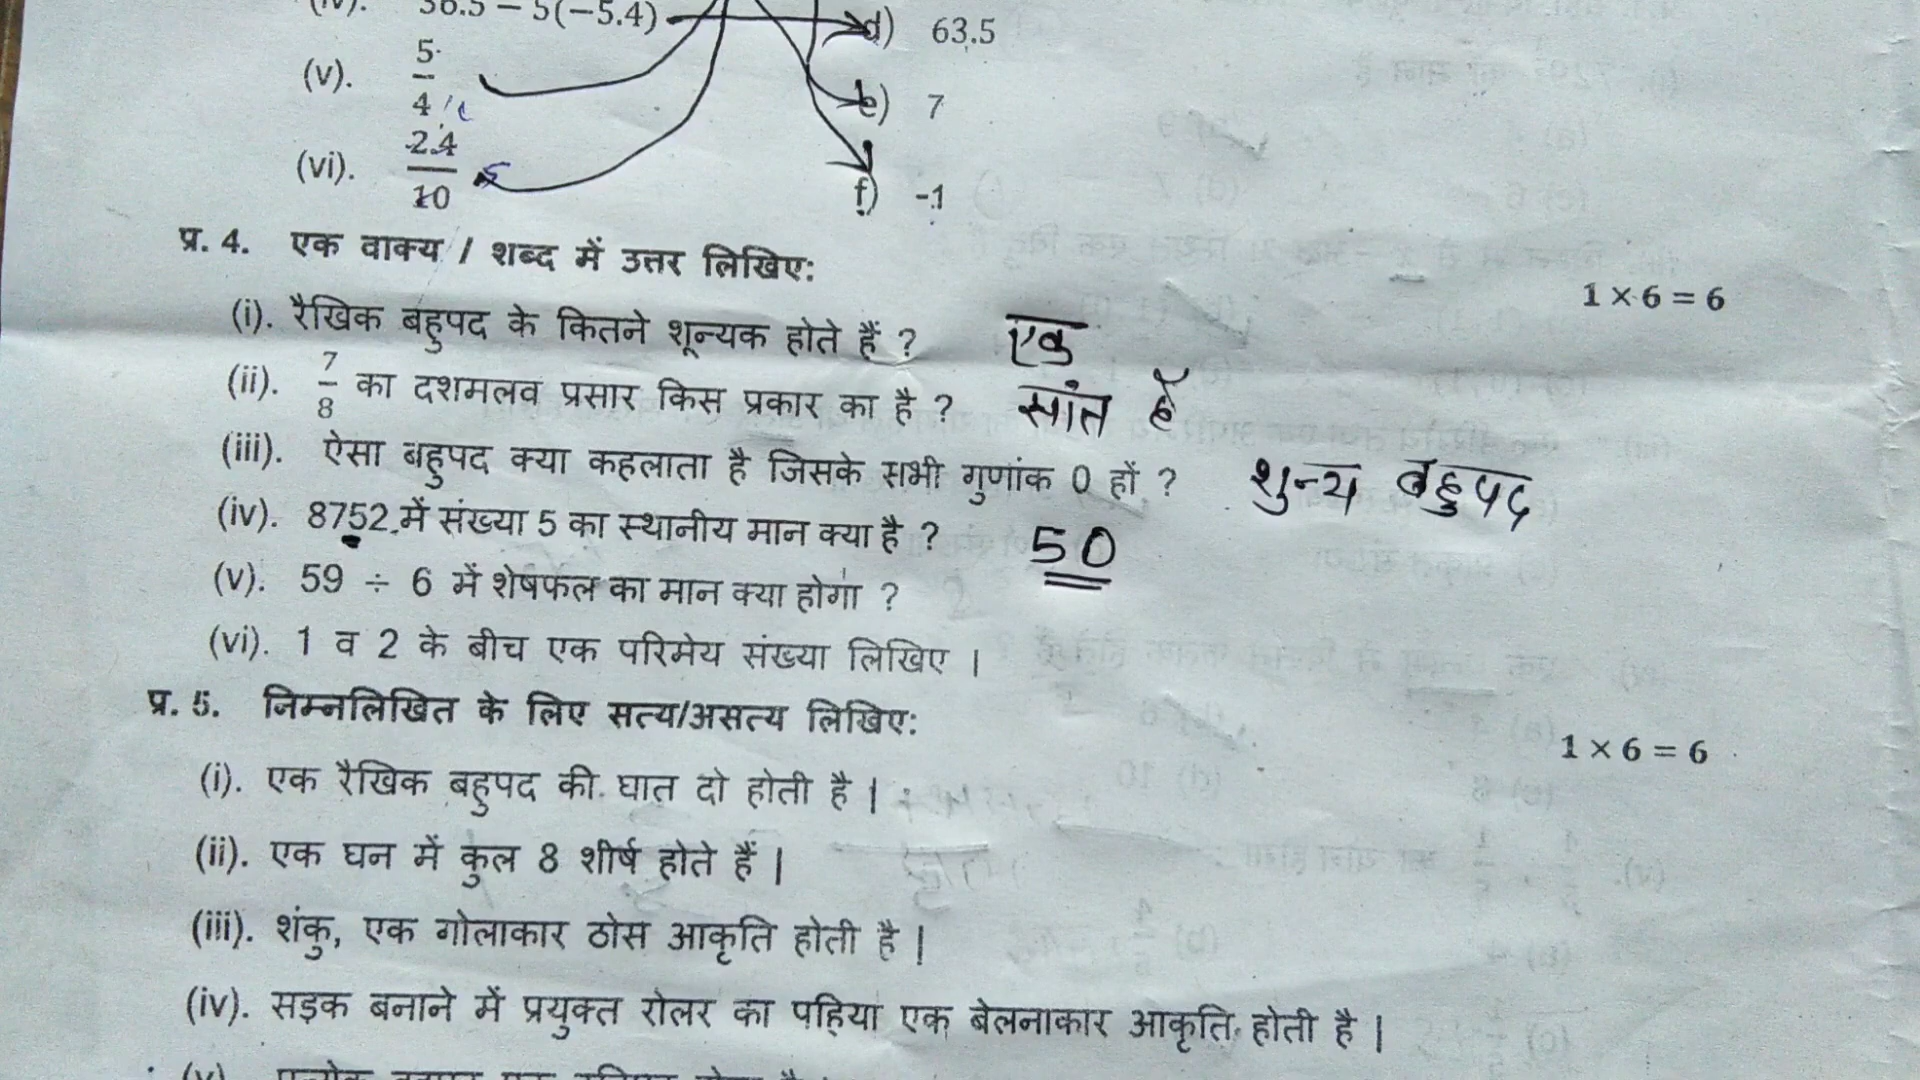 36.5 – 5(–5.4) d) 63.5
(v). 5/4 e) 7
(vi). 2.4/10 f) -1
प्र. 4. एक वाक्य / शब्द में उत्तर लिखिए: 1 × 6 = 6
(i). रैखिक बहुपद के कितने शून्यक होते हैं ? एक
(ii). 7/8 का दशमलव प्रसार किस प्रकार का है ? सांत है
(iii). ऐसा बहुपद क्या कहलाता है जिसके सभी गुणांक 0 हों ? शुन्य बहुपद
(iv). 8752 में संख्या 5 का स्थानीय मान क्या है ? 50
(v). 59 ÷ 6 में शेषफल का मान क्या होगा ?
(vi). 1 व 2 के बीच एक परिमेय संख्या लिखिए ।
प्र. 5. निम्नलिखित के लिए सत्य/असत्य लिखिए: 1 × 6 = 6
(i). एक रैखिक बहुपद की घात दो होती है |
(ii). एक घन में कुल 8 शीर्ष होते हैं |
(iii). शंकु, एक गोलाकार ठोस आकृति होती है |
(iv). सड़क बनाने में प्रयुक्त रोलर का पहिया एक बेलनाकार आकृति होती है |
(v).